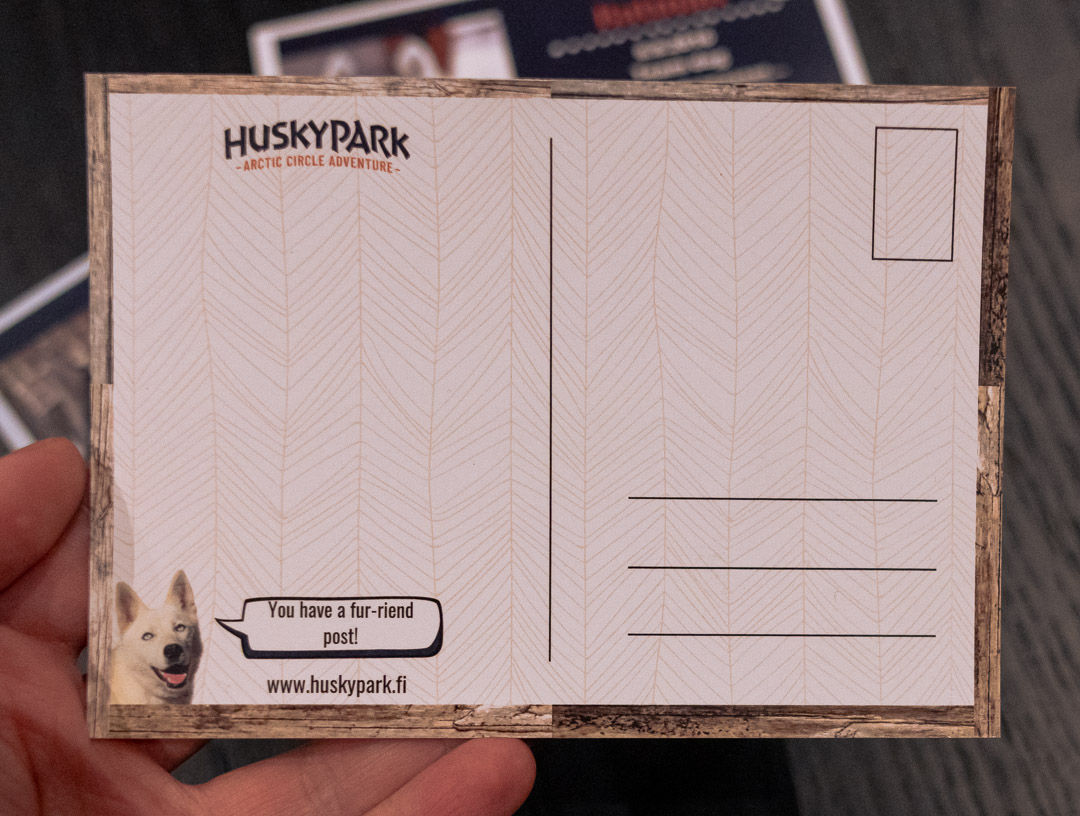 HUSKYPARK
- ARCTIC CIRCLE ADVENTURE -
You have a fur-riend
post!
www.huskypark.fi